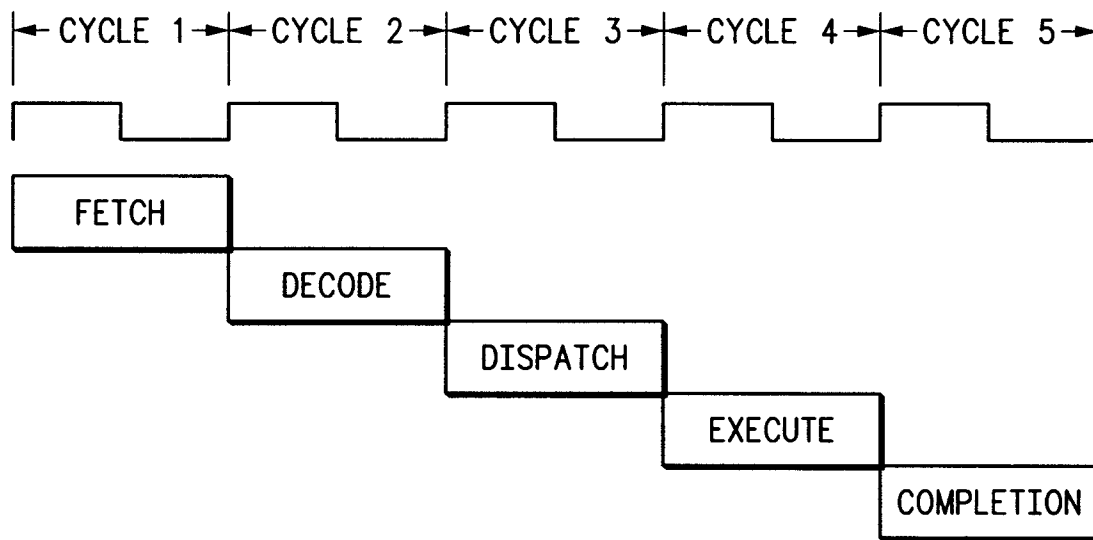 CYCLE 1 CYCLE 2 CYCLE 3 CYCLE 4 CYCLE 5
FETCH
DECODE
DISPATCH
EXECUTE
COMPLETION